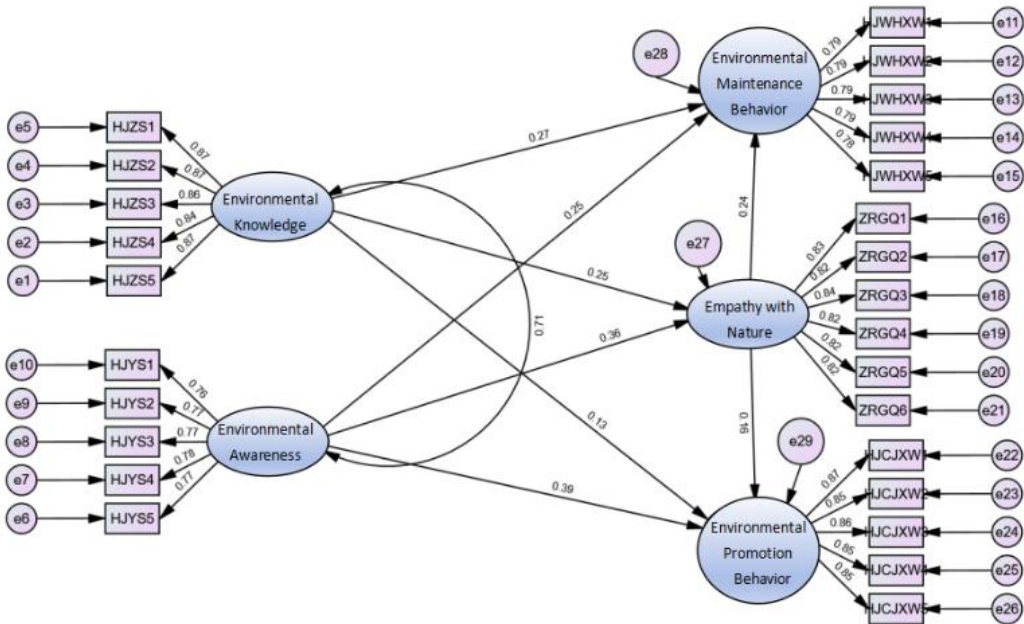 e5
HJZS1
0.87
e4
HJZS2
0.87
e3
HJZS3
0.86
e2
HJZS4
0.84
e1
HJZS5
0.87
Environmental
Knowledge
e10
HJYS1
0.76
e9
HJYS2
0.77
e8
HJYS3
0.77
e7
HJYS4
0.78
e6
HJYS5
0.77
Environmental
Awareness
0.27
0.25
0.25
0.71
0.36
0.13
0.39
e28
Environmental
Maintenance
Behavior
0.24
e27
Empathy with
Nature
0.16
e29
Environmental
Promotion
Behavior
0.79
HJWHXW1
e11
0.79
HJWHXW2
e12
0.79
HJWHXW3
e13
0.79
HJWHXW4
e14
0.78
HJWHXW5
e15
0.83
ZRGQ1
e16
0.82
ZRGQ2
e17
0.84
ZRGQ3
e18
0.82
ZRGQ4
e19
0.82
ZRGQ5
e20
0.82
ZRGQ6
e21
0.87
HJCJXW1
e22
0.85
HJCJXW2
e23
0.86
HJCJXW3
e24
0.85
HJCJXW4
e25
0.85
HJCJXW5
e26